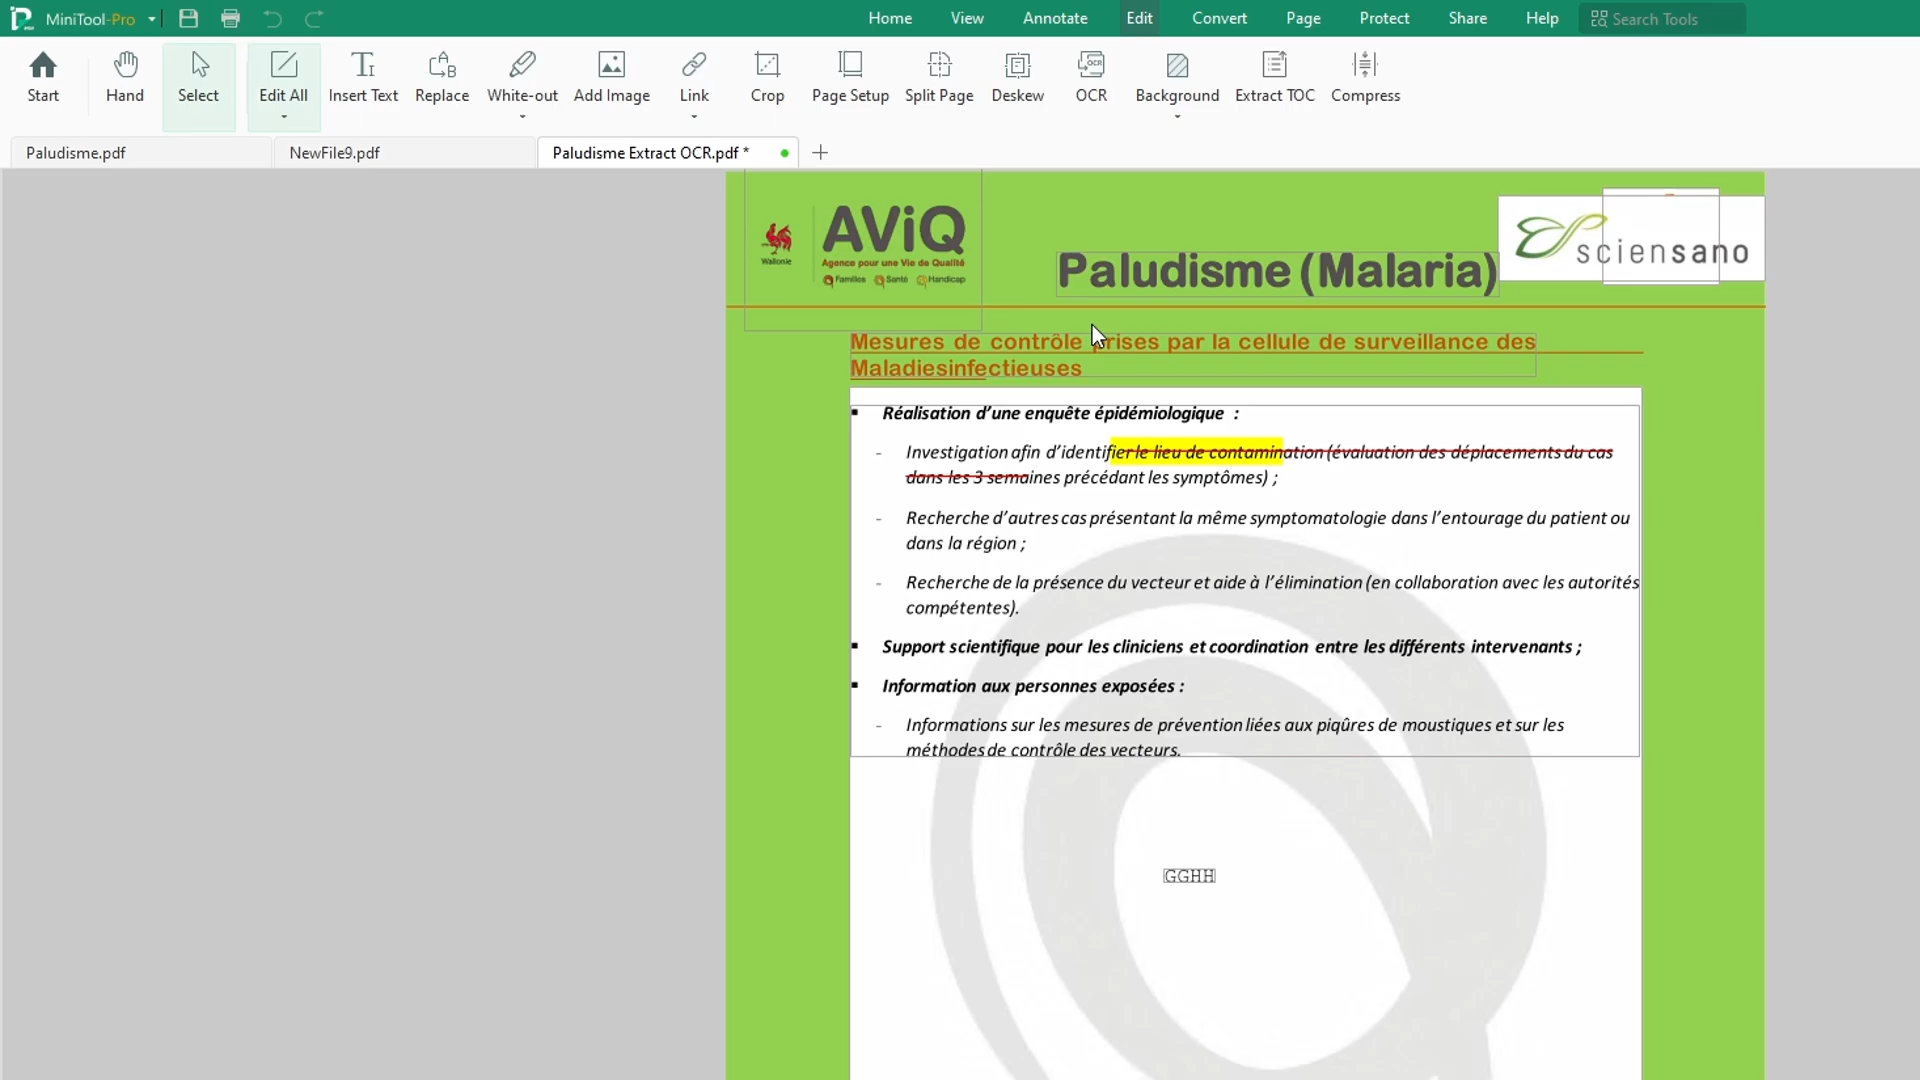 MiniTool-Pro
Home View Annotate Edit Convert Page Protect Share Help Search Tools
Start Hand Select Edit All Insert Text Replace White-out Add Image Link Crop Page Setup Split Page Deskew OCR Background Extract TOC Compress
Paludisme.pdf NewFile9.pdf Paludisme Extract OCR.pdf *
AViQ
Wallonie
Agence pour une Vie de Qualité
Familles Santé Handicap
Paludisme (Malaria)
sciensano
Mesures de contrôle prises par la cellule de surveillance des
Maladiesinfectieuses
▪ Réalisation d’une enquête épidémiologique :
- Investigation afin d’identifier le lieu de contamination (évaluation des déplacements du cas
dans les 3 semaines précédant les symptômes) ;
- Recherche d’autres cas présentant la même symptomatologie dans l’entourage du patient ou
dans la région ;
- Recherche de la présence du vecteur et aide à l’élimination (en collaboration avec les autorités
compétentes).
▪ Support scientifique pour les cliniciens et coordination entre les différents intervenants ;
▪ Information aux personnes exposées :
- Informations sur les mesures de prévention liées aux piqûres de moustiques et sur les
méthodes de contrôle des vecteurs.
GGHH